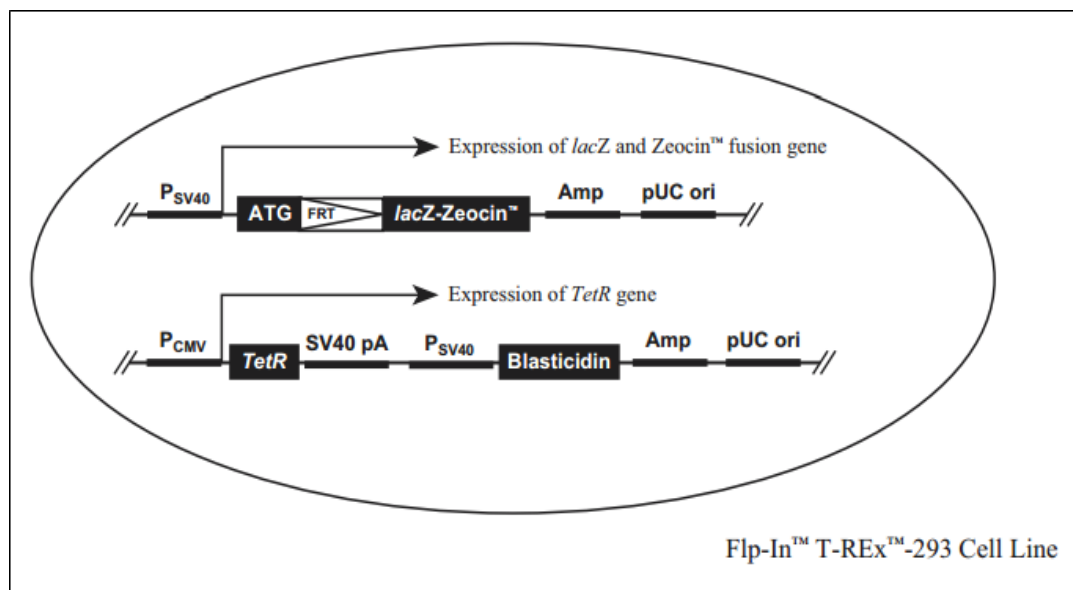 Expression of lacZ and Zeocin™ fusion gene
PSV40 Amp pUC ori
ATG FRT lacZ-Zeocin™
Expression of TetR gene
PCMV SV40 pA PSV40 Amp pUC ori
TetR Blasticidin
Flp-In™ T-REx™-293 Cell Line